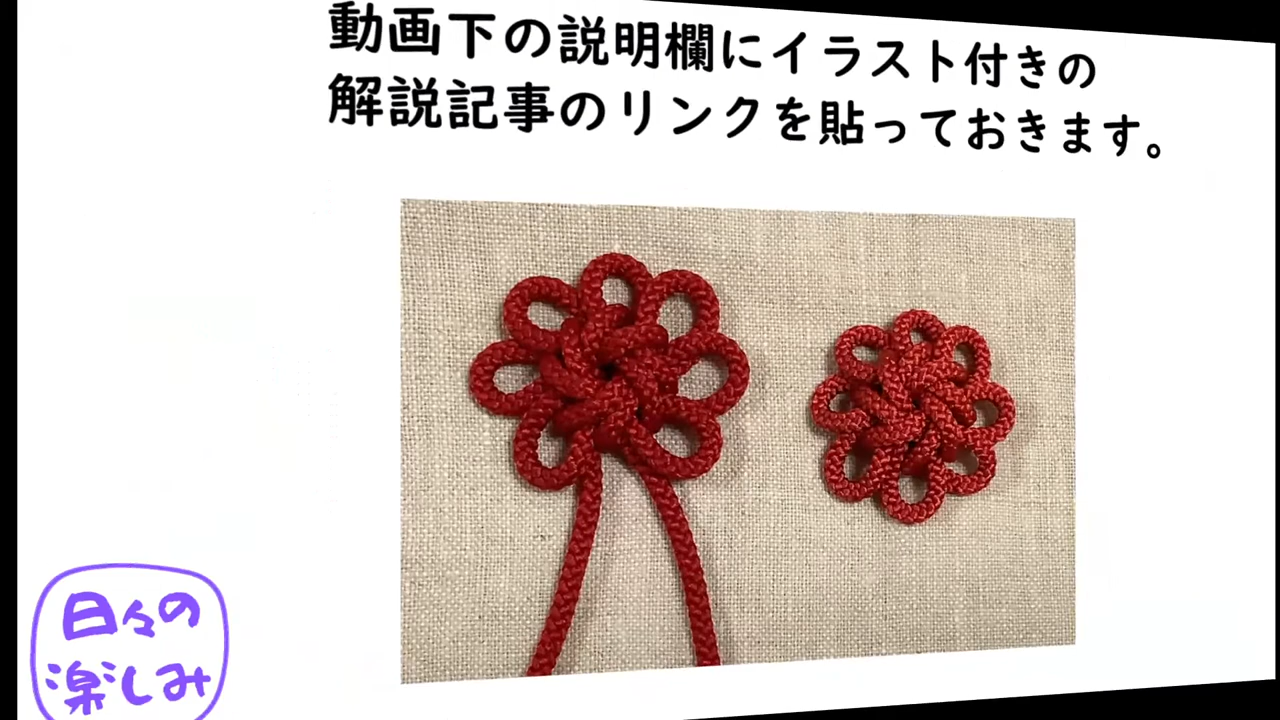 動画下の説明欄にイラスト付きの
解説記事のリンクを貼っておきます。
日々の
楽しみ